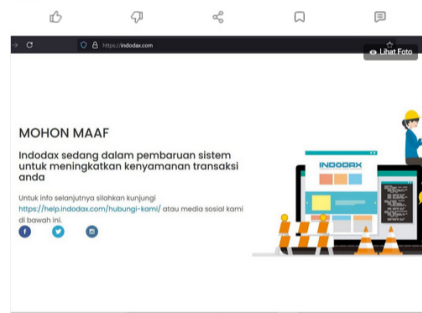 https://indodax.com
Lihat Foto
MOHON MAAF
Indodax sedang dalam pembaruan sistem
untuk meningkatkan kenyamanan transaksi
anda
Untuk info selanjutnya silahkan kunjungi
https://help.indodax.com/hubungi-kami/ atau media sosial kami
di bawah ini.
INDODAX